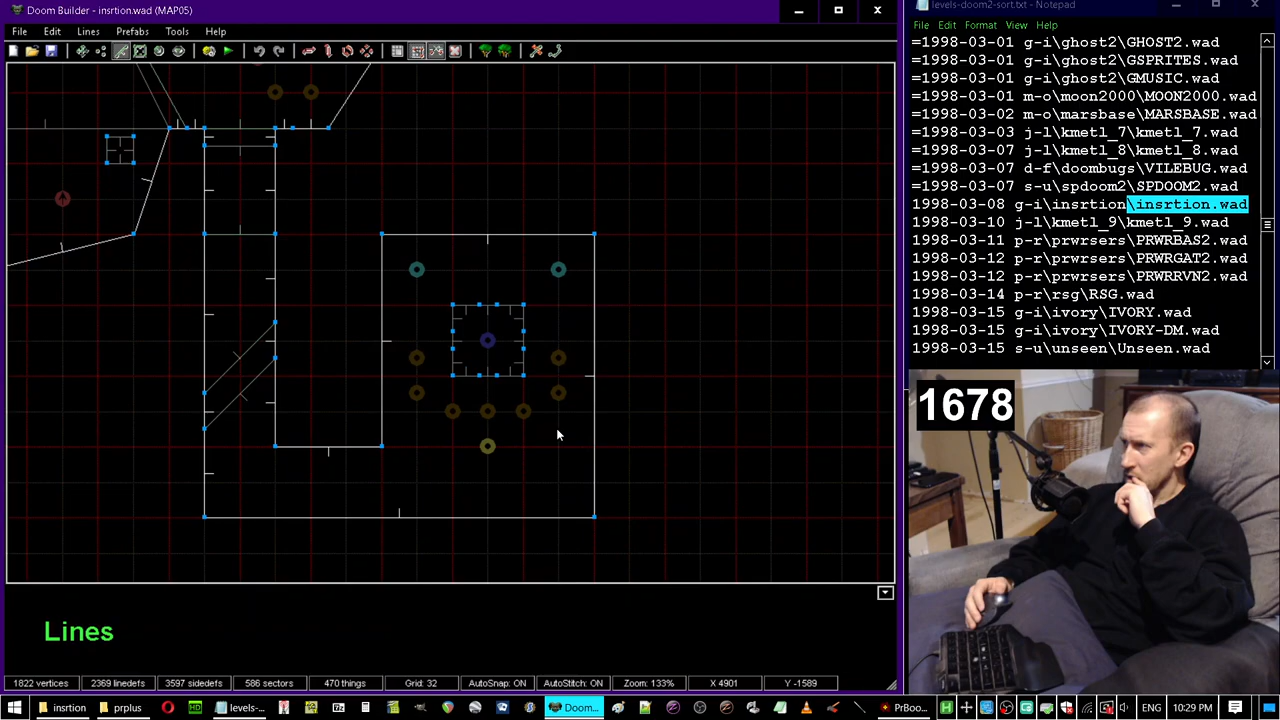 Doom Builder - insrtion.wad (MAP05)
File Edit Lines Prefabs Tools Help
Lines
1822 vertices 2369 linedefs 3597 sidedefs 586 sectors 470 things Grid: 32 AutoSnap: ON AutoStitch: ON Zoom: 133% X 4901 Y -1589
levels-doom2-sort.txt - Notepad
File Edit Format View Help
=1998-03-01 g-i\ghost2\GHOST2.wad
=1998-03-01 g-i\ghost2\GSPRITES.wad
=1998-03-01 g-i\ghost2\GMUSIC.wad
=1998-03-02 m-o\moon2000\MOON2000.wad
=1998-03-02 m-o\marsbase\MARSBASE.wad
=1998-03-03 j-l\kmetl_7\kmetl_7.wad
=1998-03-07 j-l\kmetl_8\kmetl_8.wad
=1998-03-07 d-f\doombugs\VILEBUG.wad
=1998-03-07 s-u\spdoom2\SPDOOM2.wad
1998-03-08 g-i\insrtion\insrtion.wad
1998-03-10 j-l\kmetl_9\kmetl_9.wad
1998-03-11 p-r\prwrsers\PRWRBAS2.wad
1998-03-12 p-r\prwrsers\PRWRGAT2.wad
1998-03-12 p-r\prwrsers\PRWRRVN2.wad
1998-03-14 p-r\rsg\RSG.wad
1998-03-15 g-i\ivory\IVORY.wad
1998-03-15 g-i\ivory\IVORY-DM.wad
1998-03-15 s-u\unseen\Unseen.wad
1678
insrtion prplus levels-... Doom... PrBoo... ENG 10:29 PM